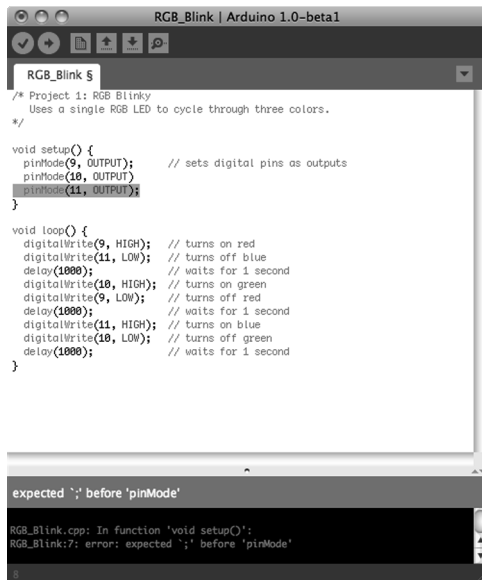 RGB_Blink | Arduino 1.0-beta1
RGB_Blink §
/* Project 1: RGB Blinky
Uses a single RGB LED to cycle through three colors.
*/
void setup() {
pinMode(9, OUTPUT); // sets digital pins as outputs
pinMode(10, OUTPUT)
pinMode(11, OUTPUT);
}
void loop() {
digitalWrite(9, HIGH); // turns on red
digitalWrite(11, LOW); // turns off blue
delay(1000); // waits for 1 second
digitalWrite(10, HIGH); // turns on green
digitalWrite(9, LOW); // turns off red
delay(1000); // waits for 1 second
digitalWrite(11, HIGH); // turns on blue
digitalWrite(10, LOW); // turns off green
delay(1000); // waits for 1 second
}
expected `;' before 'pinMode'
RGB_Blink.cpp: In function 'void setup()':
RGB_Blink:7: error: expected `;' before 'pinMode'
8